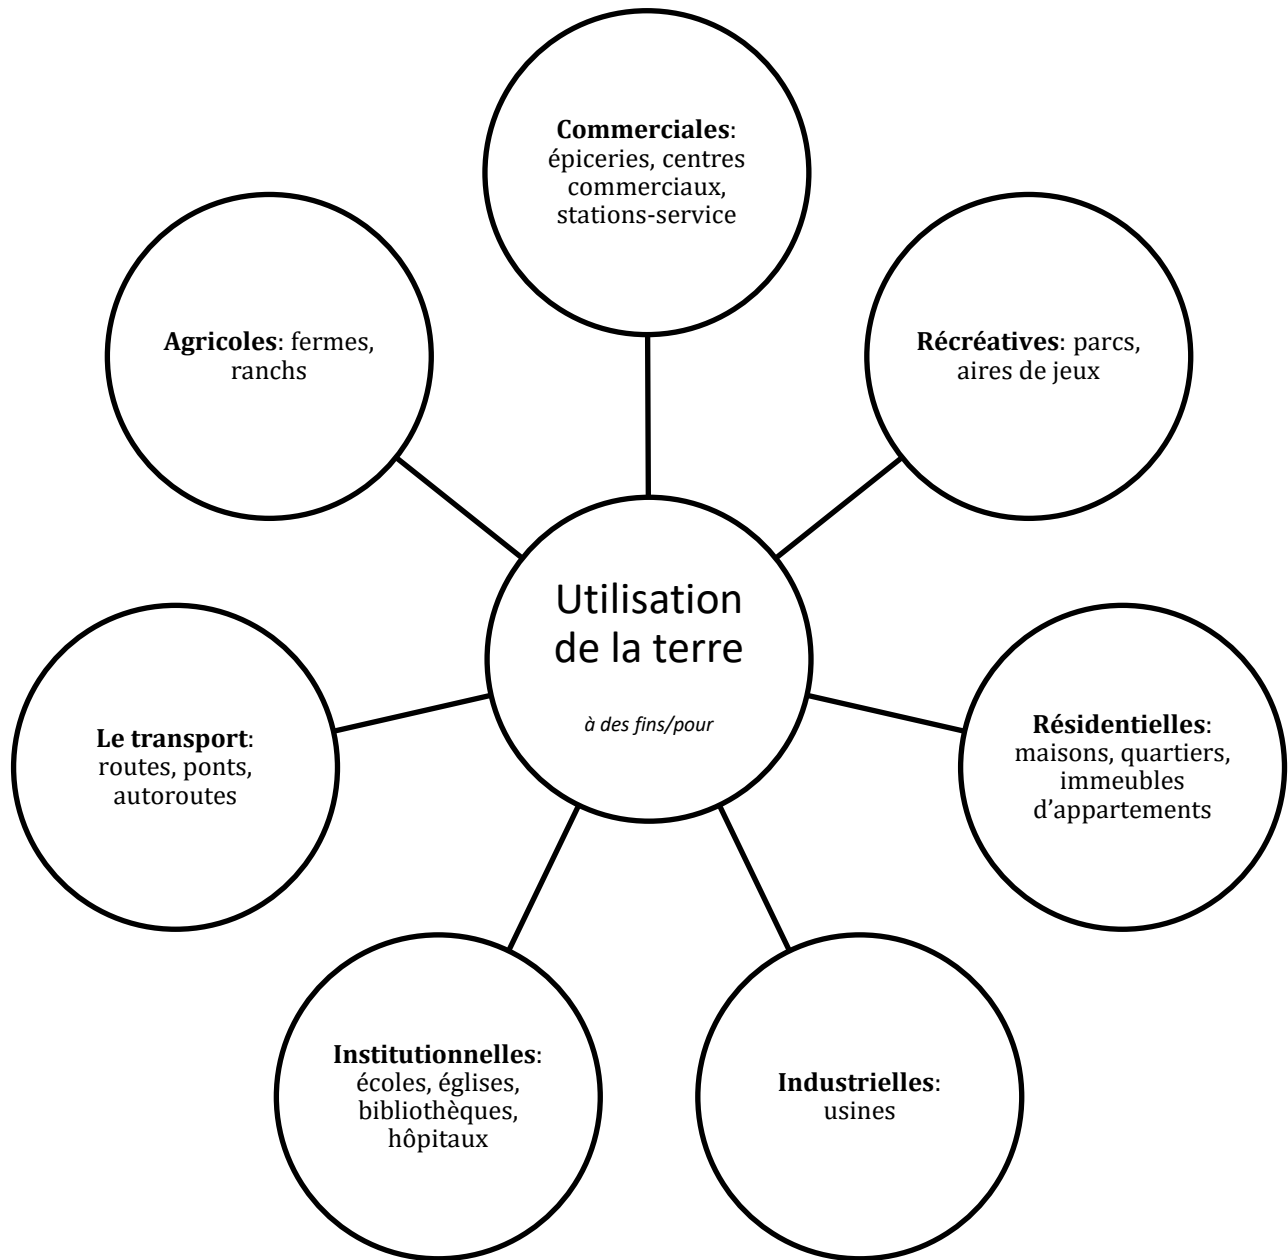 Commerciales:
épiceries, centres
commerciaux,
stations-service
Agricoles: fermes,
ranchs
Récréatives: parcs,
aires de jeux
Utilisation
de la terre
à des fins/pour
Le transport:
routes, ponts,
autoroutes
Résidentielles:
maisons, quartiers,
immeubles
d’appartements
Institutionnelles:
écoles, églises,
bibliothèques,
hôpitaux
Industrielles:
usines